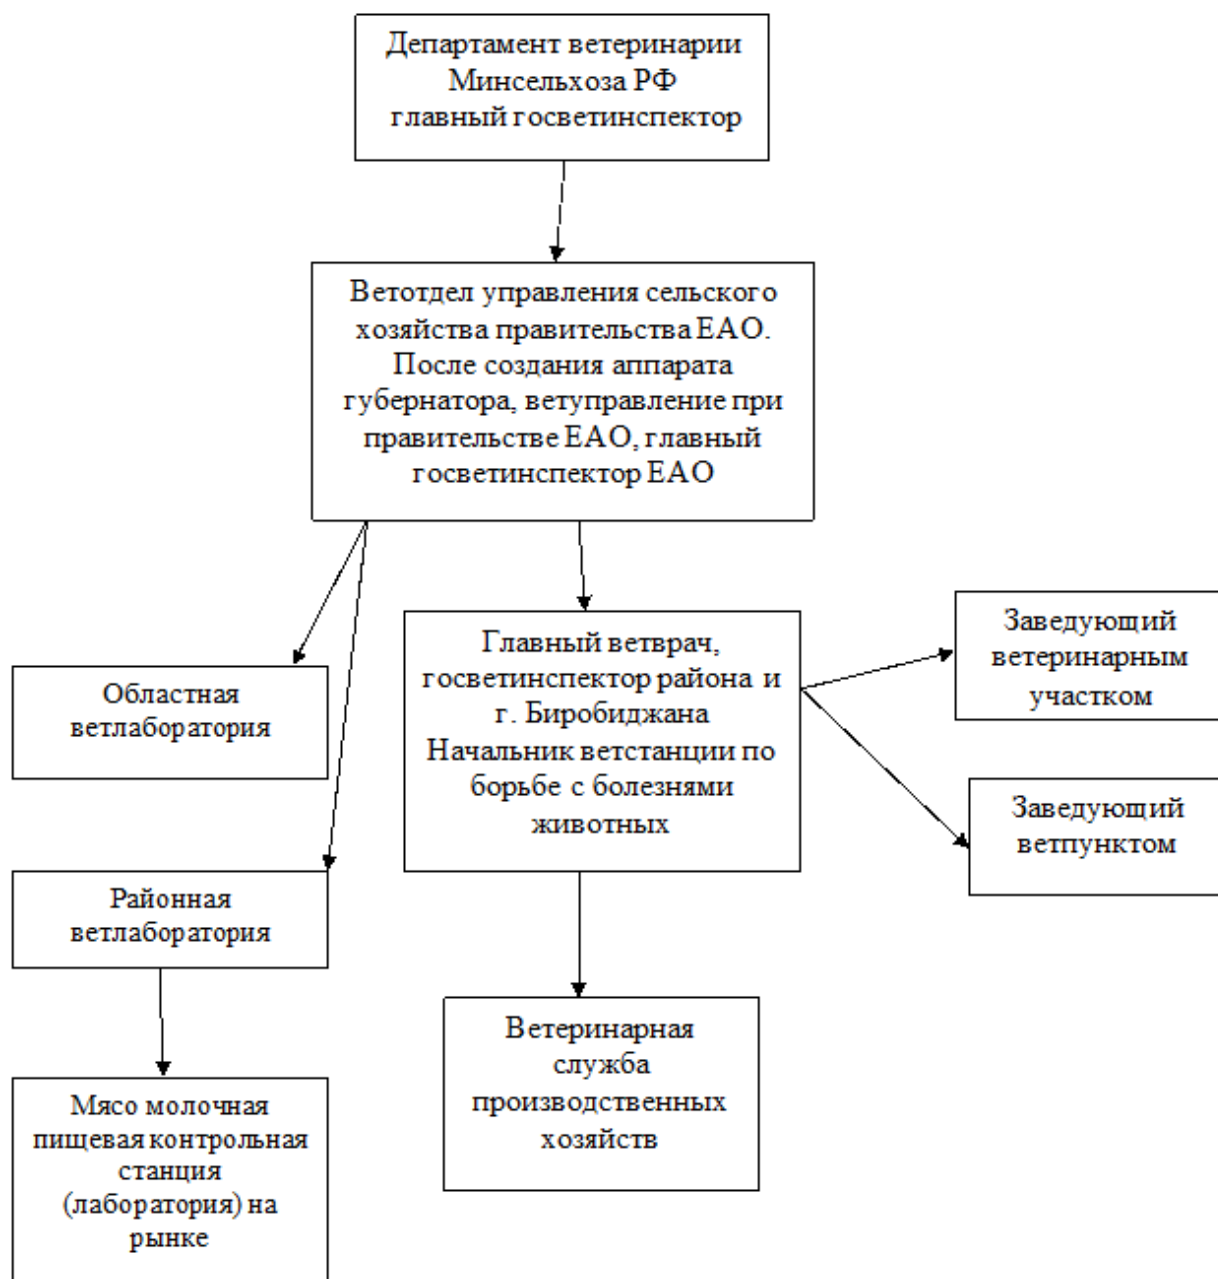 Департамент ветеринарии
Минсельхоза РФ
главный госветинспектор
Ветотдел управления сельского
хозяйства правительства ЕАО.
После создания аппарата
губернатора, ветуправление при
правительстве ЕАО, главный
госветинспектор ЕАО
Областная
ветлаборатория
Главный ветврач,
госветинспектор района и
г. Биробиджана
Начальник ветстанции по
борьбе с болезнями
животных
Заведующий
ветеринарным
участком
Заведующий
ветпунктом
Районная
ветлаборатория
Ветеринарная
служба
производственных
хозяйств
Мясо молочная
пищевая контрольная
станция
(лаборатория) на
рынке